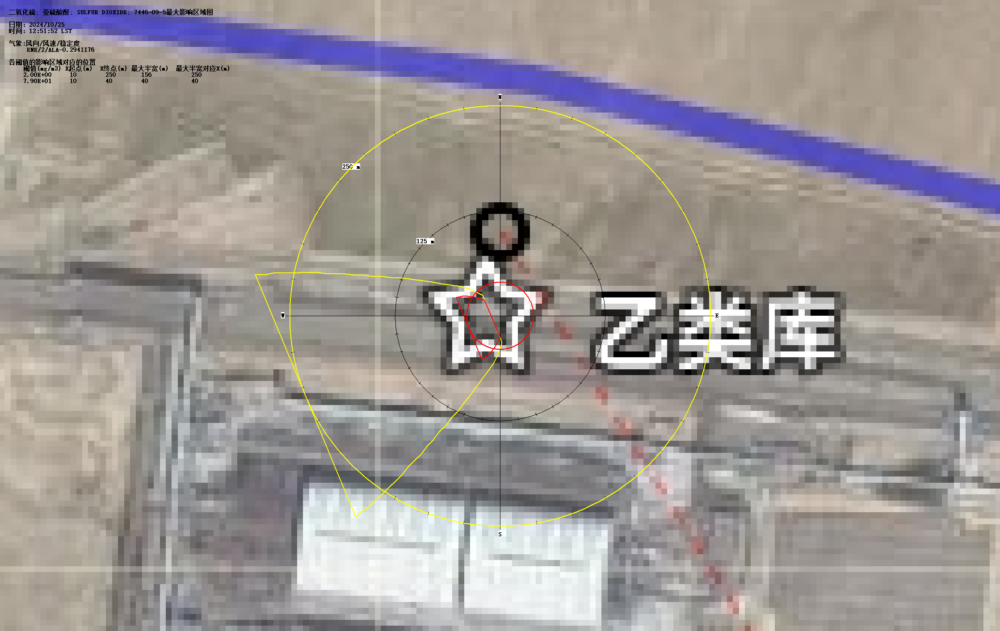 二氧化硫; 亚硫酸酐; SULFUR DIOXIDE; 7446-09-5最大影响区域图
日期: 2024/10/25
时间: 12:51:52 LST
气象:风向/风速/稳定度
ENE/2/ALA-0.2941176
各阈值的影响区域对应的位置
阈值(mg/m3) X起点(m) X终点(m) 最大半宽(m) 最大半宽对应X(m)
2.00E+00 10 250 156 250
7.90E+01 10 40 40 40
N
250 m
125 m
乙类库
W
E
S